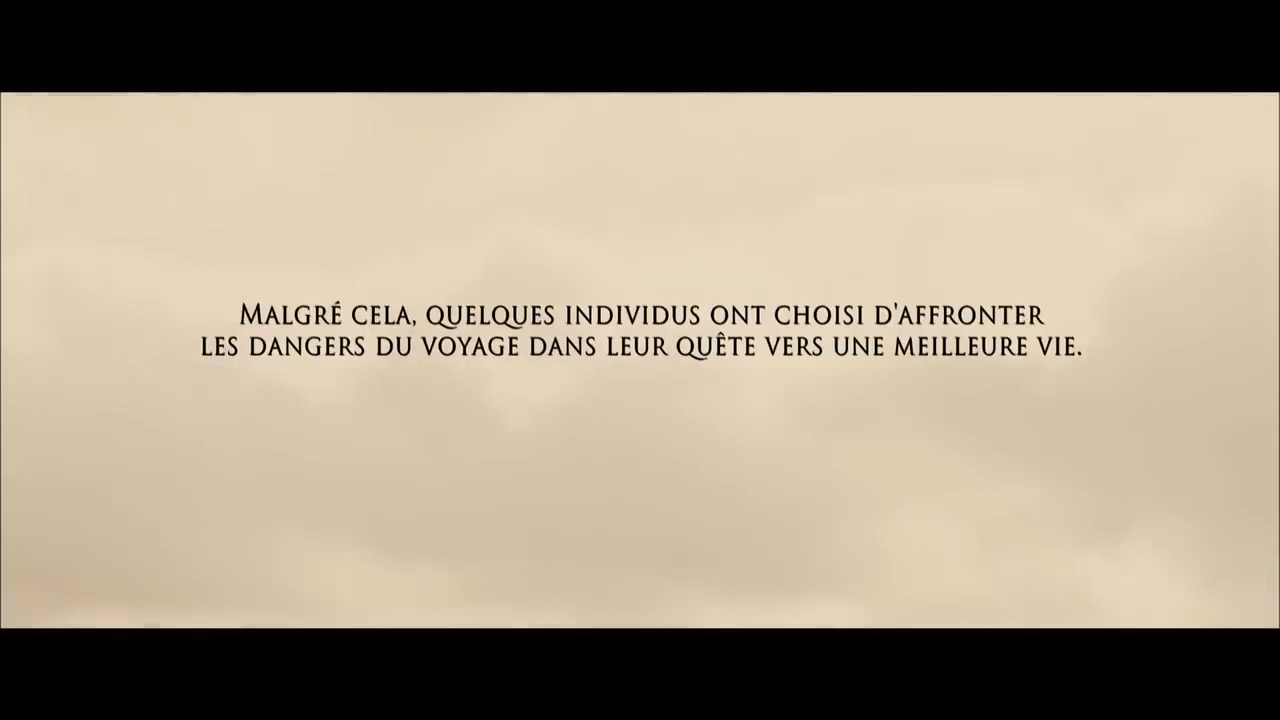 Malgré cela, quelques individus ont choisi d'affronter
les dangers du voyage dans leur quête vers une meilleure vie.